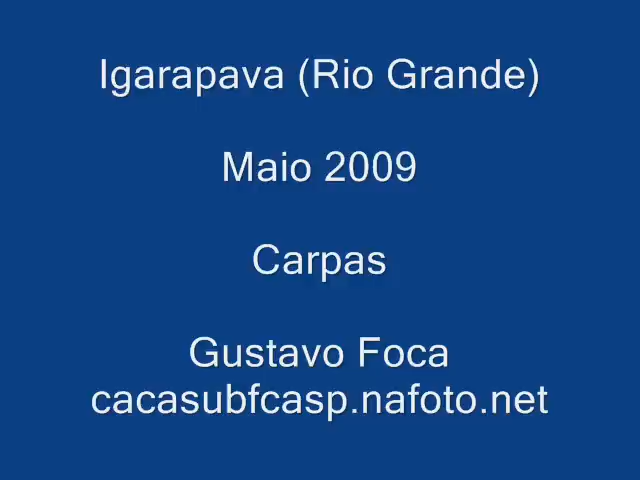 Igarapava (Rio Grande)
Maio 2009
Carpas
Gustavo Foca
cacasubfcasp.nafoto.net